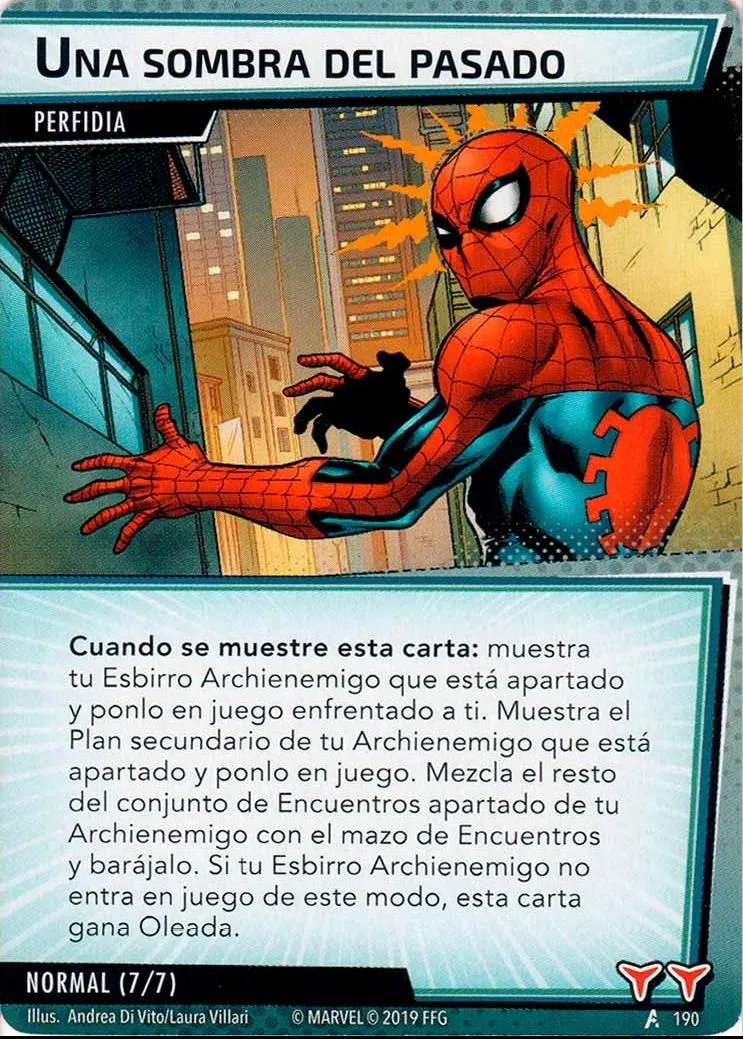 UNA SOMBRA DEL PASADO
PERFIDIA
Cuando se muestre esta carta: muestra
tu Esbirro Archienemigo que está apartado
y ponlo en juego enfrentado a ti. Muestra el
Plan secundario de tu Archienemigo que está
apartado y ponlo en juego. Mezcla el resto
del conjunto de Encuentros apartado de tu
Archienemigo con el mazo de Encuentros
y barájalo. Si tu Esbirro Archienemigo no
entra en juego de este modo, esta carta
gana Oleada.
NORMAL (7/7)
Illus. Andrea Di Vito/Laura Villari © MARVEL © 2019 FFG 190